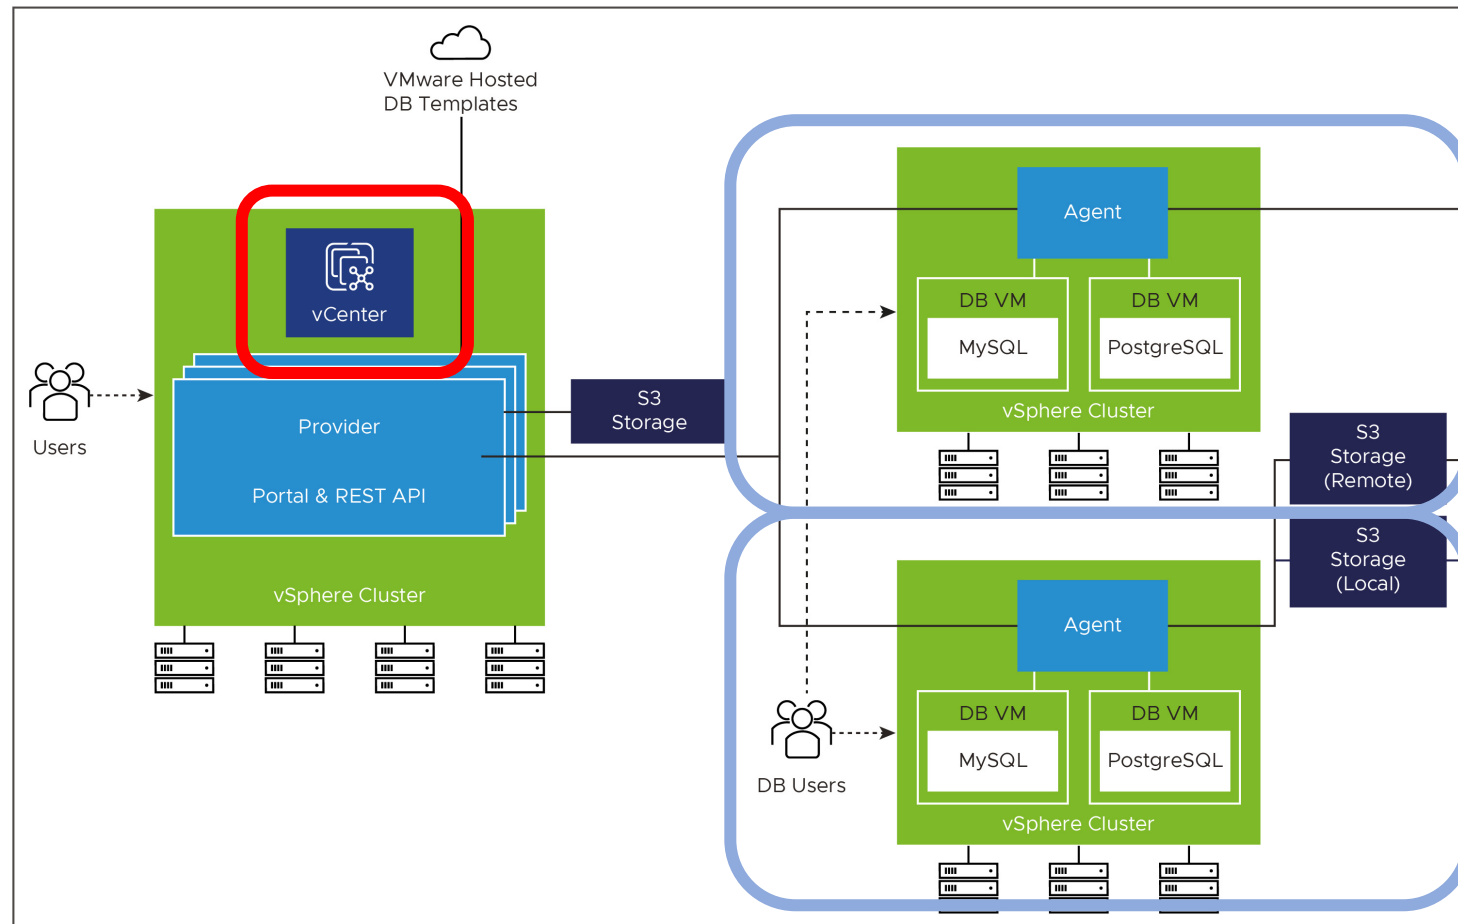 VMware Hosted
DB Templates
vCenter
Users
Provider
Portal & REST API
vSphere Cluster
S3
Storage
Agent
DB VM
MySQL
DB VM
PostgreSQL
vSphere Cluster
S3
Storage
(Remote)
S3
Storage
(Local)
Agent
DB VM
MySQL
DB VM
PostgreSQL
vSphere Cluster
DB Users